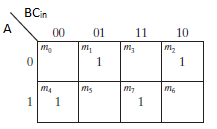 BCin
A 00 01 11 10
0 m0 m1 1 m3 m2 1
1 m4 1 m5 m7 1 m6